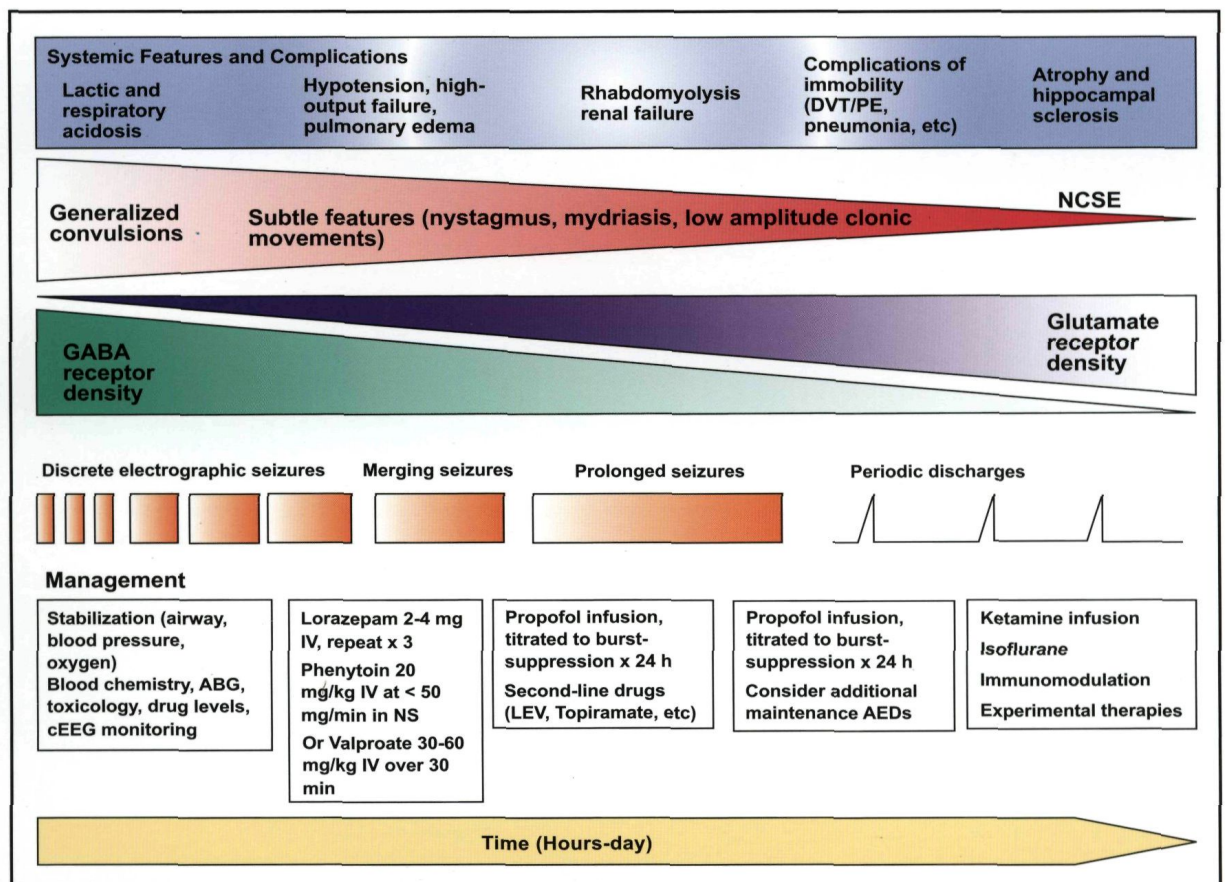 Systemic Features and Complications
Lactic and
respiratory
acidosis
Hypotension, high-
output failure,
pulmonary edema
Rhabdomyolysis
renal failure
Complications of
immobility
(DVT/PE,
pneumonia, etc)
Atrophy and
hippocampal
sclerosis
Generalized
convulsions
Subtle features (nystagmus, mydriasis, low amplitude clonic
movements)
NCSE
GABA
receptor
density
Glutamate
receptor
density
Discrete electrographic seizures
Merging seizures
Prolonged seizures
Periodic discharges
Management
Stabilization (airway,
blood pressure,
oxygen)
Blood chemistry, ABG,
toxicology, drug levels,
cEEG monitoring
Lorazepam 2-4 mg
IV, repeat x 3
Phenytoin 20
mg/kg IV at < 50
mg/min in NS
Or Valproate 30-60
mg/kg IV over 30
min
Propofol infusion,
titrated to burst-
suppression x 24 h
Second-line drugs
(LEV, Topiramate, etc)
Propofol infusion,
titrated to burst-
suppression x 24 h
Consider additional
maintenance AEDs
Ketamine infusion
Isoflurane
Immunomodulation
Experimental therapies
Time (Hours-day)